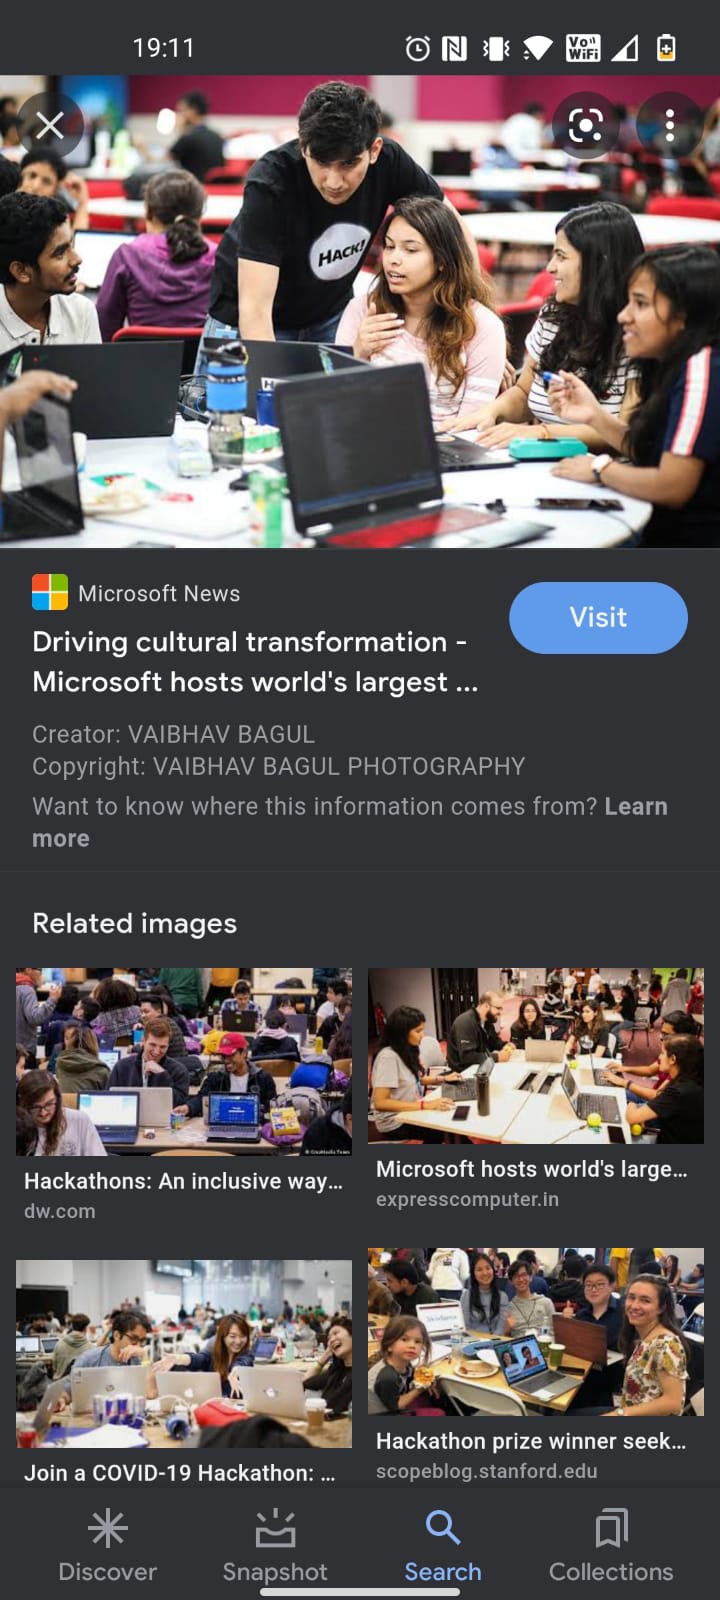 19:11
Vo
WiFi
HACK!
Microsoft News
Visit
Driving cultural transformation -
Microsoft hosts world's largest ...
Creator: VAIBHAV BAGUL
Copyright: VAIBHAV BAGUL PHOTOGRAPHY
Want to know where this information comes from? Learn
more
Related images
Hackathons: An inclusive way...
dw.com
Microsoft hosts world's large...
expresscomputer.in
Join a COVID-19 Hackathon: ...
Hackathon prize winner seek...
scopeblog.stanford.edu
Discover
Snapshot
Search
Collections